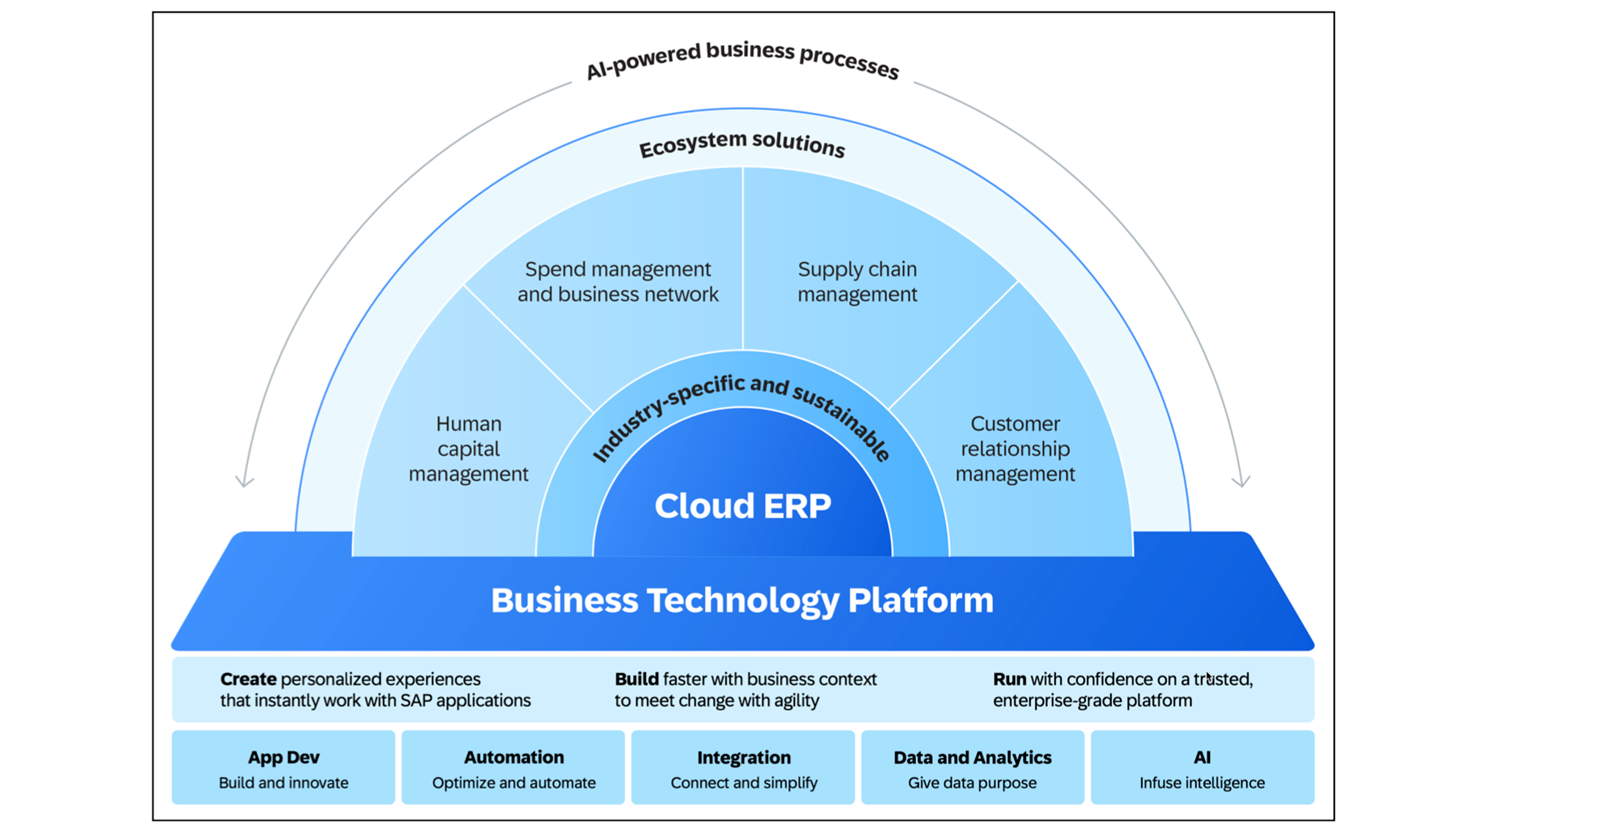 AI-powered business processes
Ecosystem solutions
Spend management
and business network
Supply chain
management
Human
capital
management
Industry-specific and sustainable
Customer
relationship
management
Cloud ERP
Business Technology Platform
Create personalized experiences
that instantly work with SAP applications
Build faster with business context
to meet change with agility
Run with confidence on a trusted,
enterprise-grade platform
App Dev
Build and innovate
Automation
Optimize and automate
Integration
Connect and simplify
Data and Analytics
Give data purpose
AI
Infuse intelligence